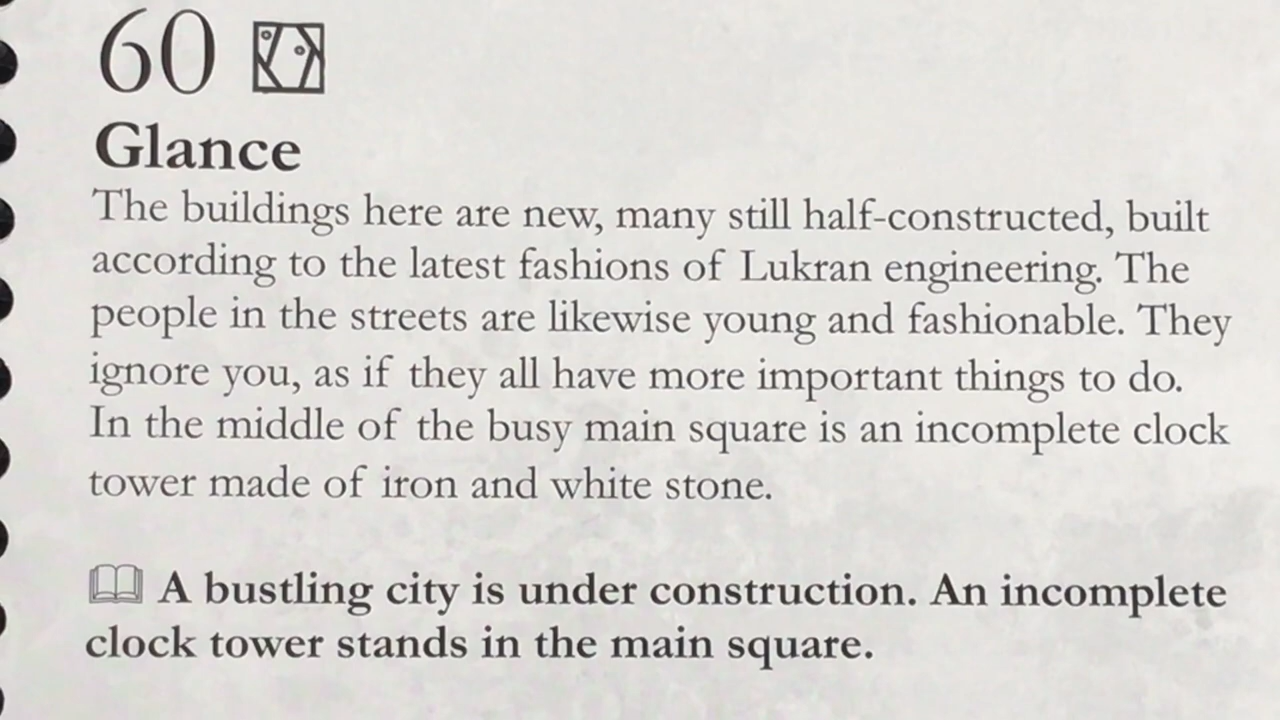 60
Glance
The buildings here are new, many still half-constructed, built
according to the latest fashions of Lukran engineering. The
people in the streets are likewise young and fashionable. They
ignore you, as if they all have more important things to do.
In the middle of the busy main square is an incomplete clock
tower made of iron and white stone.
A bustling city is under construction. An incomplete
clock tower stands in the main square.